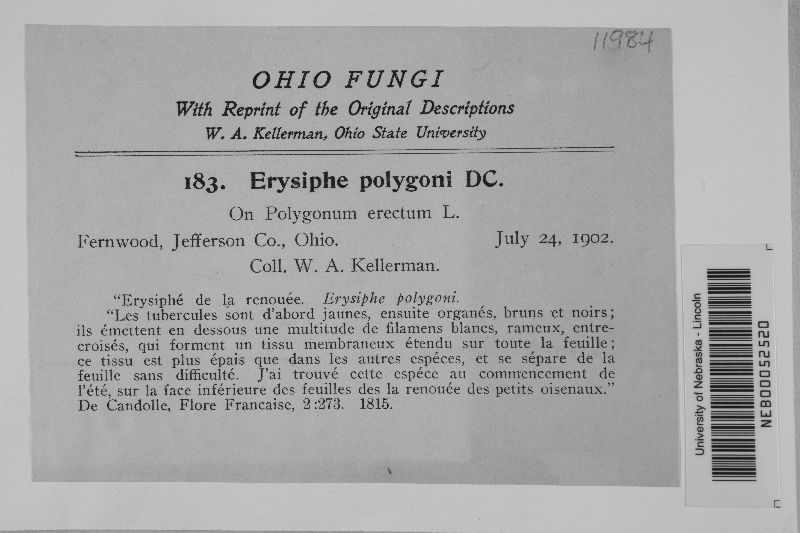 11984
OHIO FUNGI
With Reprint of the Original Descriptions
W. A. Kellerman, Ohio State University
183. Erysiphe polygoni DC.
On Polygonum erectum L.
Fernwood, Jefferson Co., Ohio. July 24, 1902.
Coll. W. A. Kellerman.
"Erysiphé de la renouée. Erysiphe polygoni.
"Les tubercules sont d'abord jaunes, ensuite organés, bruns et noirs;
ils émettent en dessous une multitude de filamens blancs, rameux, entre-
croisés, qui forment un tissu membraneux étendu sur toute la feuille;
ce tissu est plus épais que dans les autres espéces, et se sépare de la
feuille sans difficulté. J'ai trouvé cette espéce au commencement de
l'été, sur la face inférieure des feuilles des la renouée des petits oisenaux."
De Candolle, Flore Francaise, 2:273. 1815.
University of Nebraska - Lincoln
NEB00052520